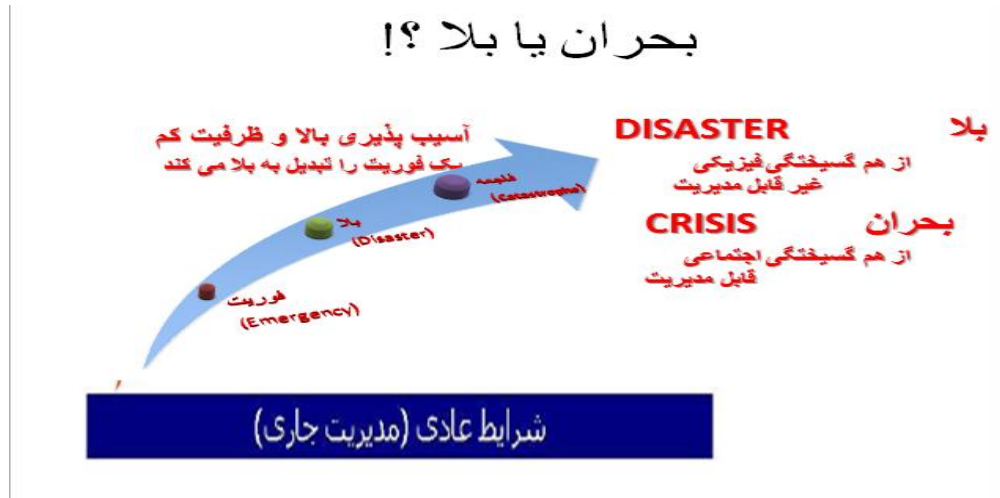 بحران یا بلا ؟!
آسیب پذیری بالا و ظرفیت کم
یک فوریت را تبدیل به بلا می کند
بلا DISASTER
از هم گسیختگی فیزیکی
غیر قابل مدیریت
بحران CRISIS
از هم گسیختگی اجتماعی
قابل مدیریت
فاجعه
(Catastrophe)
بلا
(Disaster)
فوریت
(Emergency)
شرایط عادی (مدیریت جاری)